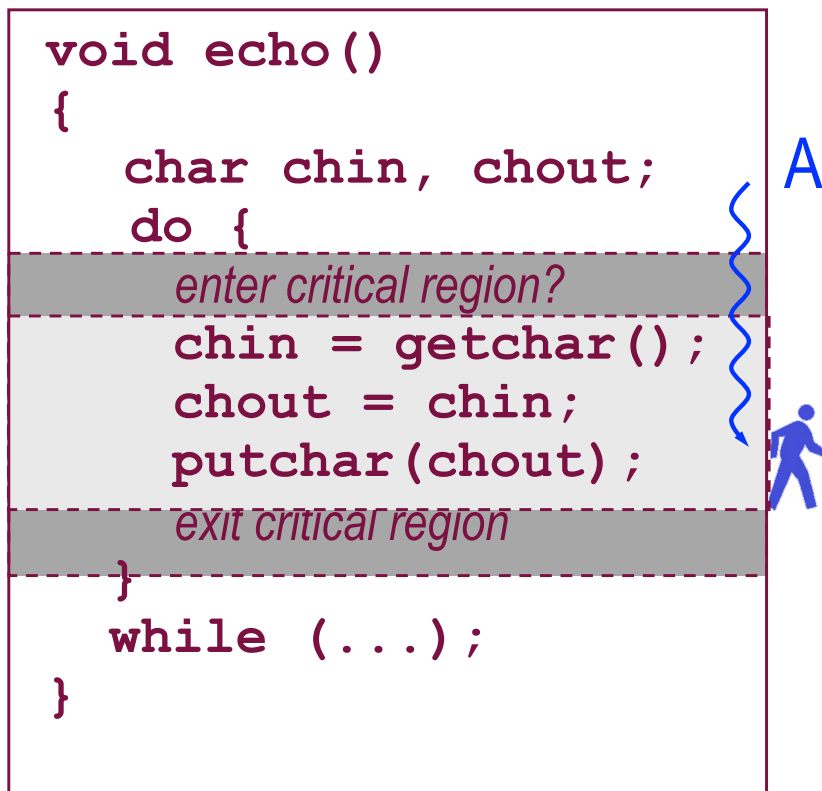 void echo()
{
char chin, chout;
A
do {
enter critical region?
chin = getchar();
chout = chin;
putchar(chout);
exit critical region
}
while (...);
}